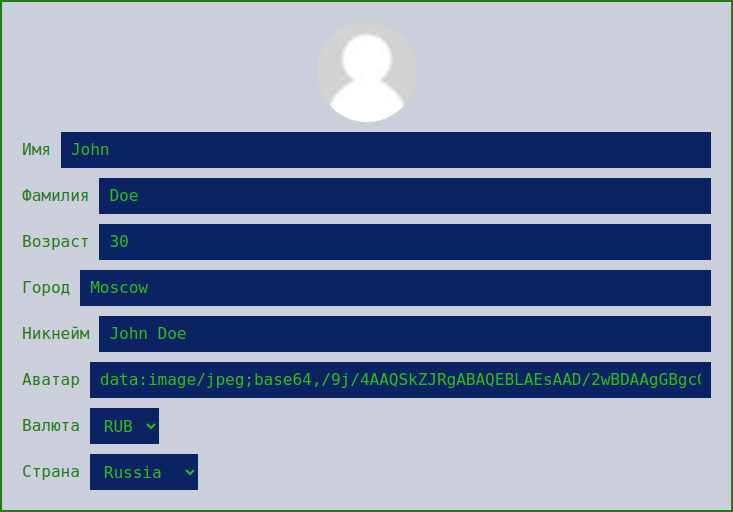 Имя John
Фамилия Doe
Возраст 30
Город Moscow
Никнейм John Doe
Аватар data:image/jpeg;base64,/9j/4AAQSkZJRgABAQEBLAEsAAD/2wBDAAgGBgc
Валюта RUB
Страна Russia